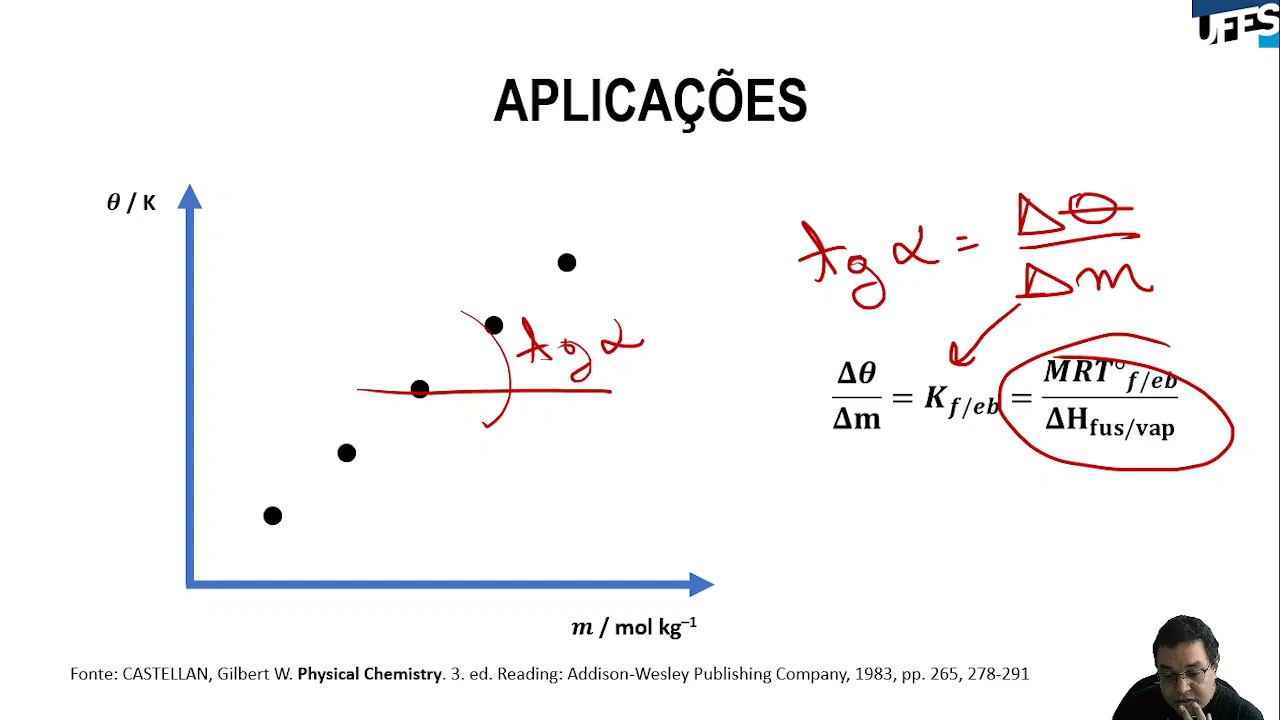 UFES
APLICAÇÕES
θ / K
tg α = Δθ / Δm
tg α
Δθ / Δm = K f/eb = MRT° f/eb / ΔH fus/vap
m / mol kg⁻¹
Fonte: CASTELLAN, Gilbert W. Physical Chemistry. 3. ed. Reading: Addison-Wesley Publishing Company, 1983, pp. 265, 278-291